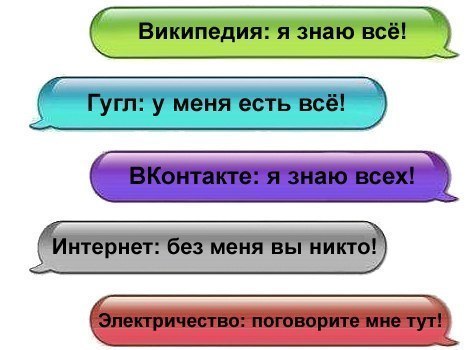 Википедия: я знаю всё!
Гугл: у меня есть всё!
ВКонтакте: я знаю всех!
Интернет: без меня вы никто!
Электричество: поговорите мне тут!